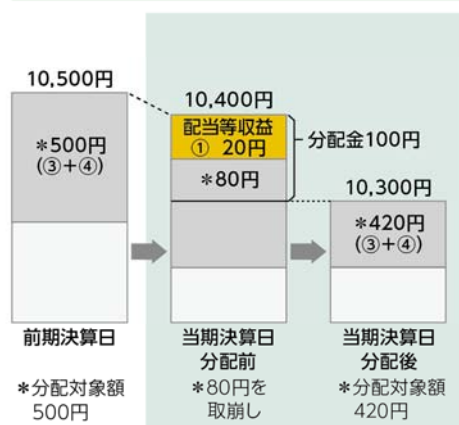 10,500円
*500円
(③+④)
前期決算日
*分配対象額
500円
10,400円
配当等収益
① 20円
*80円
分配金100円
当期決算日
分配前
*80円を
取崩し
10,300円
*420円
(③+④)
当期決算日
分配後
*分配対象額
420円